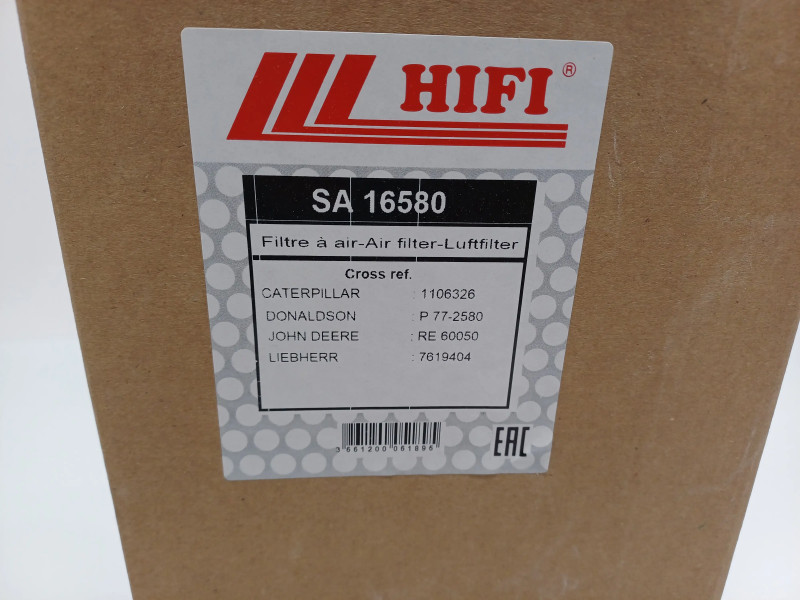 HIFI®
SA 16580
Filtre à air-Air filter-Luftfilter
Cross ref.
CATERPILLAR : 1106326
DONALDSON : P 77-2580
JOHN DEERE : RE 60050
LIEBHERR : 7619404
3661200061896
EAC